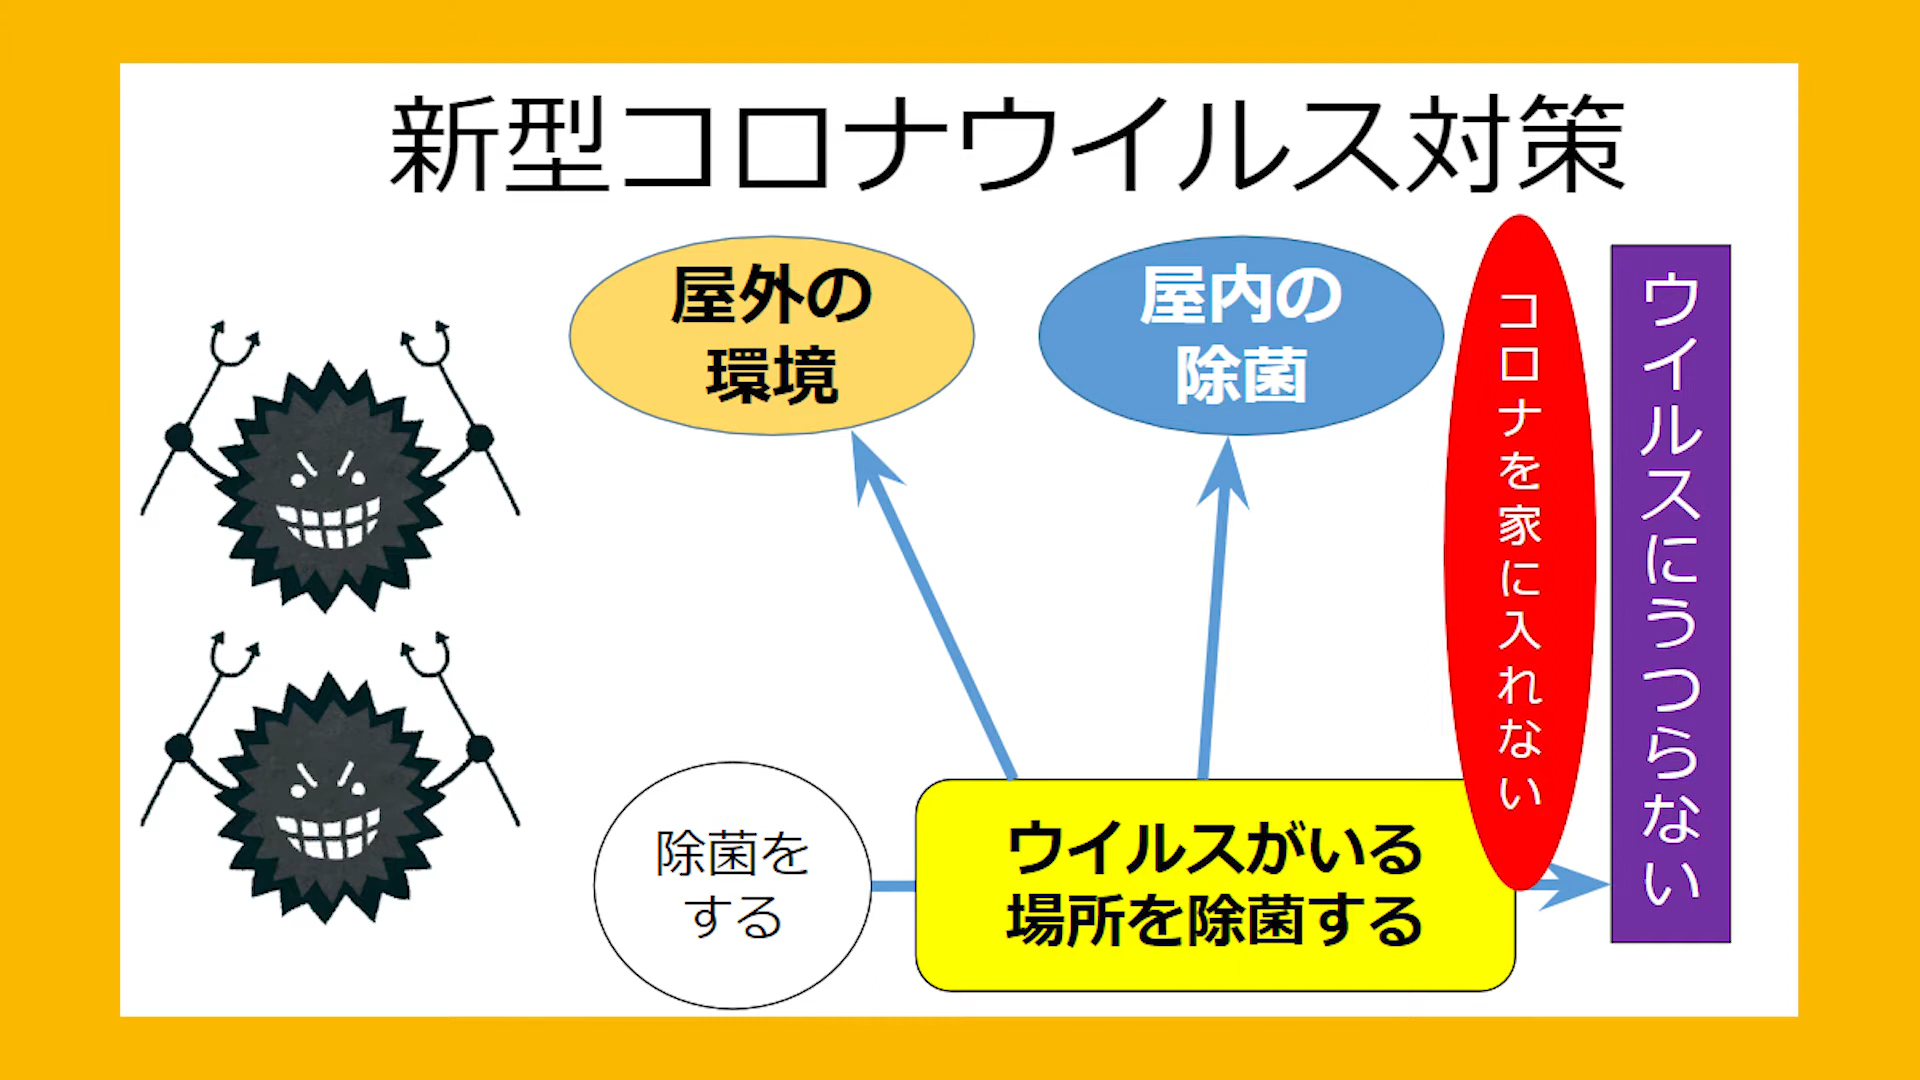 新型コロナウイルス対策
屋外の
環境
屋内の
除菌
コロナを家に入れない
ウイルスにうつらない
除菌を
する
ウイルスがいる
場所を除菌する